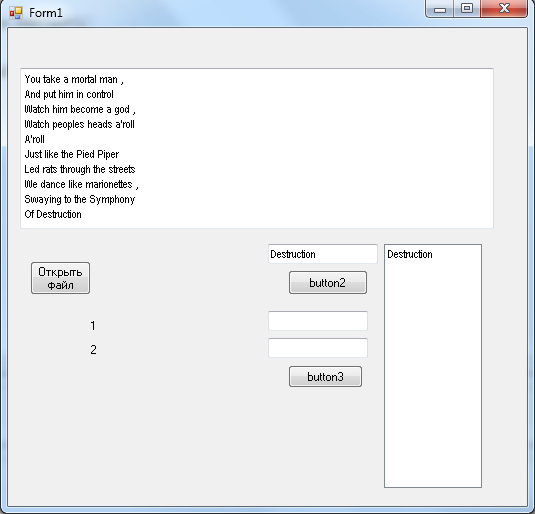 Form1
You take a mortal man ,
And put him in control
Watch him become a god ,
Watch peoples heads a'roll
A'roll
Just like the Pied Piper
Led rats through the streets
We dance like marionettes ,
Swaying to the Symphony
Of Destruction
Destruction
Destruction
Открыть
файл
button2
1
2
button3